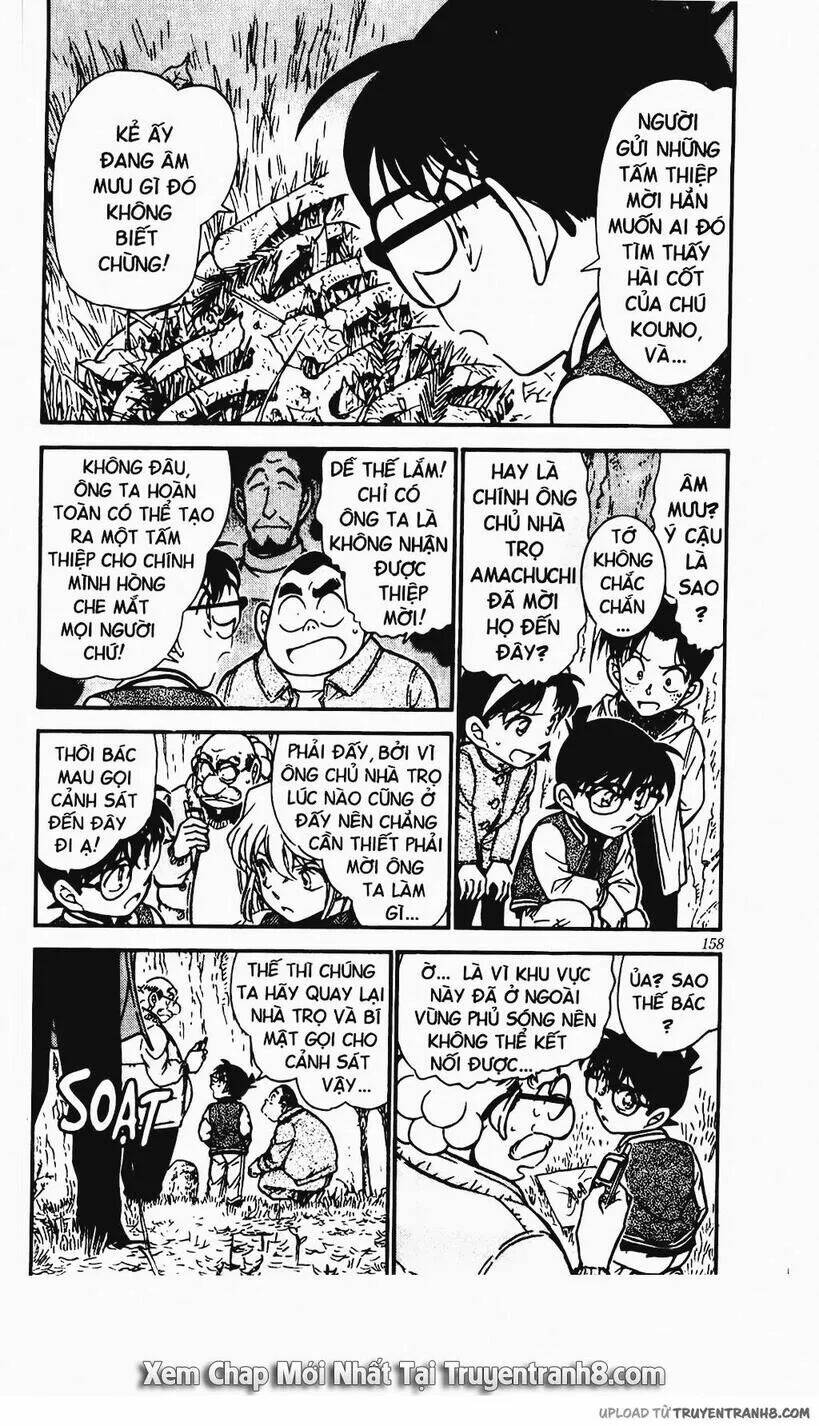 NGƯỜI
GỬI NHỮNG
TẤM THIỆP
MỜI HẲN
MUỐN AI ĐÓ
TÌM THẤY
HÀI CỐT
CỦA CHÚ
KOUNO,
VÀ...
KẺ ẤY
ĐANG ÂM
MƯU GÌ ĐÓ
KHÔNG
BIẾT
CHỪNG!
ÂM
MƯU?
Ý CẬU
LÀ
SAO
?
TỚ
KHÔNG
CHẮC
CHẮN
...
HAY LÀ
CHÍNH ÔNG
CHỦ NHÀ
TRỌ
AMACHUCHI
ĐÃ MỜI
HỌ ĐẾN
ĐÂY?
DỄ THẾ LẮM!
CHỈ CÓ
ÔNG TA LÀ
KHÔNG NHẬN
ĐƯỢC
THIỆP
MỜI!
KHÔNG ĐÂU,
ÔNG TA HOÀN
TOÀN CÓ THỂ TẠO
RA MỘT TẤM
THIỆP CHO CHÍNH
MÌNH HÒNG
CHE MẮT
MỌI NGƯỜI
CHỨ!
PHẢI ĐẤY, BỞI VÌ
ÔNG CHỦ NHÀ TRỌ
LÚC NÀO CŨNG Ở
ĐẤY NÊN CHẲNG
CẦN THIẾT PHẢI
MỜI ÔNG
TA LÀM
GÌ...
THÔI BÁC
MAU GỌI
CẢNH SÁT
ĐẾN ĐÂY
ĐI Ạ!
158
ỦA? SAO
THẾ BÁC
?
Ờ... LÀ VÌ KHU VỰC
NÀY ĐÃ Ở NGOÀI
VÙNG PHỦ SÓNG NÊN
KHÔNG THỂ KẾT
NỐI ĐƯỢC...
THẾ THÌ CHÚNG
TA HÃY QUAY LẠI
NHÀ TRỌ VÀ BÍ
MẬT GỌI CHO
CẢNH SÁT
VẬY...
SOẠT
Xem Chap Mới Nhất Tại Truyentranh8.com
UPLOAD TỪ TRUYENTRANH8.COM